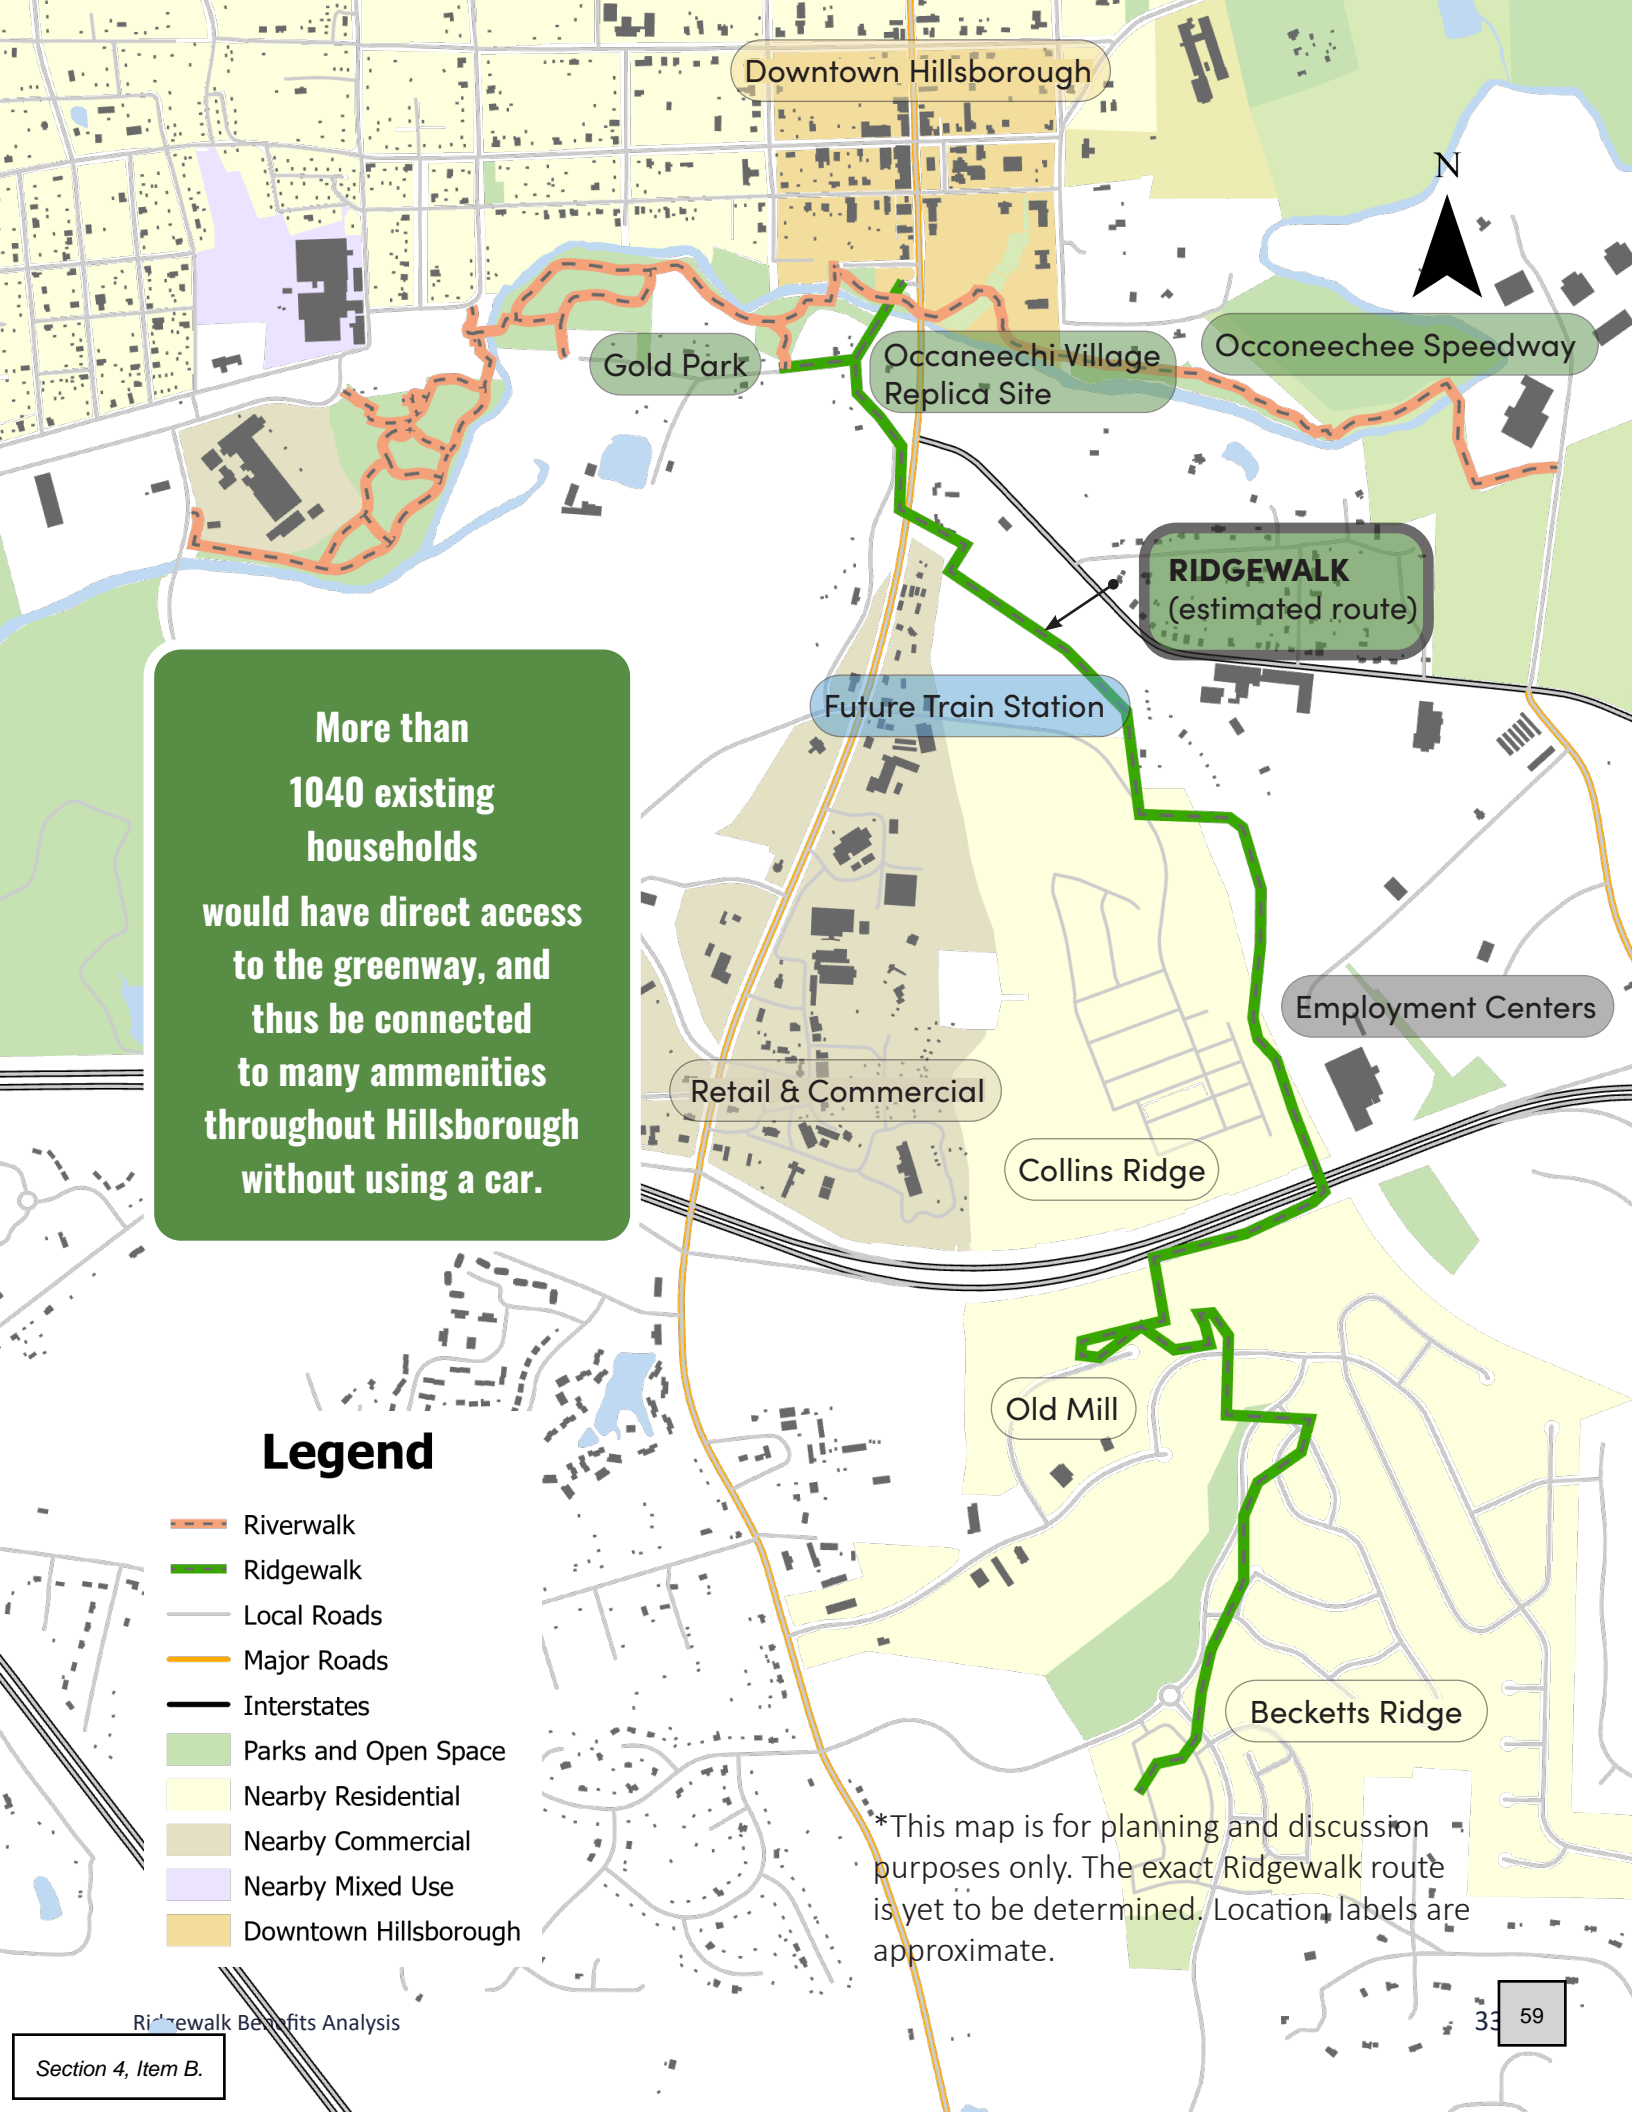 Downtown Hillsborough
N
Gold Park
Occaneechi Village
Replica Site
Occoneechee Speedway
RIDGEWALK
(estimated route)
Future Train Station
More than
1040 existing
households
would have direct access
to the greenway, and
thus be connected
to many ammenities
throughout Hillsborough
without using a car.
Employment Centers
Retail & Commercial
Collins Ridge
Old Mill
Becketts Ridge
Legend
Riverwalk
Ridgewalk
Local Roads
Major Roads
Interstates
Parks and Open Space
Nearby Residential
Nearby Commercial
Nearby Mixed Use
Downtown Hillsborough
*This map is for planning and discussion
purposes only. The exact Ridgewalk route
is yet to be determined. Location labels are
approximate.
Ridgewalk Benefits Analysis
33
59
Section 4, Item B.